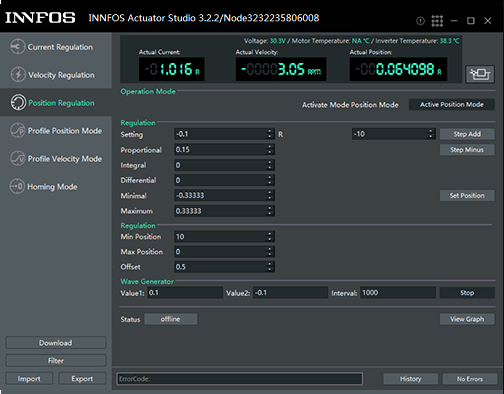 INNFOS INNFOS Actuator Studio 3.2.2/Node3232235806008
Voltage: 30.3V / Motor Temperature: NA °C / Inverter Temperature: 38.3 °C
Actual Current: Actual Velocity: Actual Position:
-01.016 A -00003.05 RPM -000.064098 R
Current Regulation
Velocity Regulation
Position Regulation
Profile Position Mode
Profile Velocity Mode
Homing Mode
Operation Mode
Activate Mode Position Mode Active Position Mode
Regulation
Setting -0.1 R -10 Step Add
Proportional 0.15 Step Minus
Integral 0
Differential 0
Minimal -0.33333 Set Position
Maximum 0.33333
Regulation
Min Position 10
Max Position 0
Offset 0.5
Wave Generator
Value1: 0.1 Value2: -0.1 Interval: 1000 Stop
Status offline View Graph
Download
Filter
Import Export
ErrorCode: History No Errors